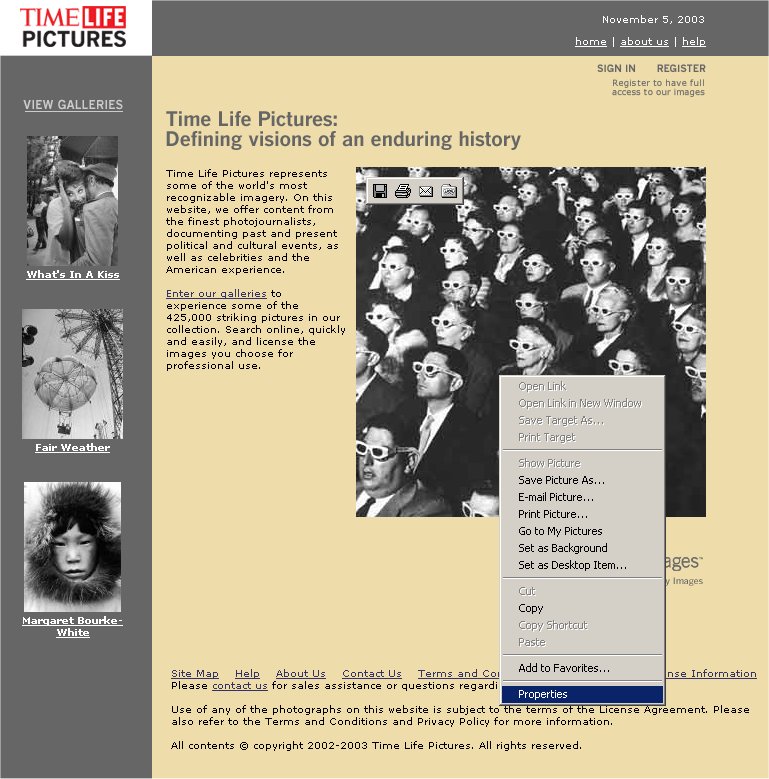 TIMELIFE
PICTURES
November 5, 2003
home | about us | help
SIGN IN REGISTER
Register to have full
access to our images
VIEW GALLERIES
What's In A Kiss
Fair Weather
Margaret Bourke-
White
Time Life Pictures:
Defining visions of an enduring history
Time Life Pictures represents
some of the world's most
recognizable imagery. On this
website, we offer content from
the finest photojournalists,
documenting past and present
political and cultural events, as
well as celebrities and the
American experience.
Enter our galleries to
experience some of the
425,000 striking pictures in our
collection. Search online, quickly
and easily, and license the
images you choose for
professional use.
Open Link
Open Link in New Window
Save Target As...
Print Target
Show Picture
Save Picture As...
E-mail Picture...
Print Picture...
Go to My Pictures
Set as Background
Set as Desktop Item...
Cut
Copy
Copy Shortcut
Paste
Add to Favorites...
Properties
ages™
y Images
Site Map Help About Us Contact Us Terms and Co nse Information
Please contact us for sales assistance or questions regardi
Use of any of the photographs on this website is subject to the terms of the License Agreement. Please
also refer to the Terms and Conditions and Privacy Policy for more information.
All contents © copyright 2002-2003 Time Life Pictures. All rights reserved.